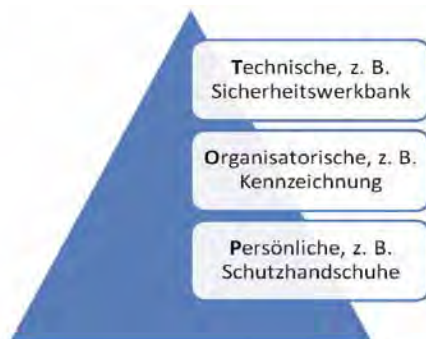 Technische, z. B.
Sicherheitswerkbank
Organisatorische, z. B.
Kennzeichnung
Persönliche, z. B.
Schutzhandschuhe